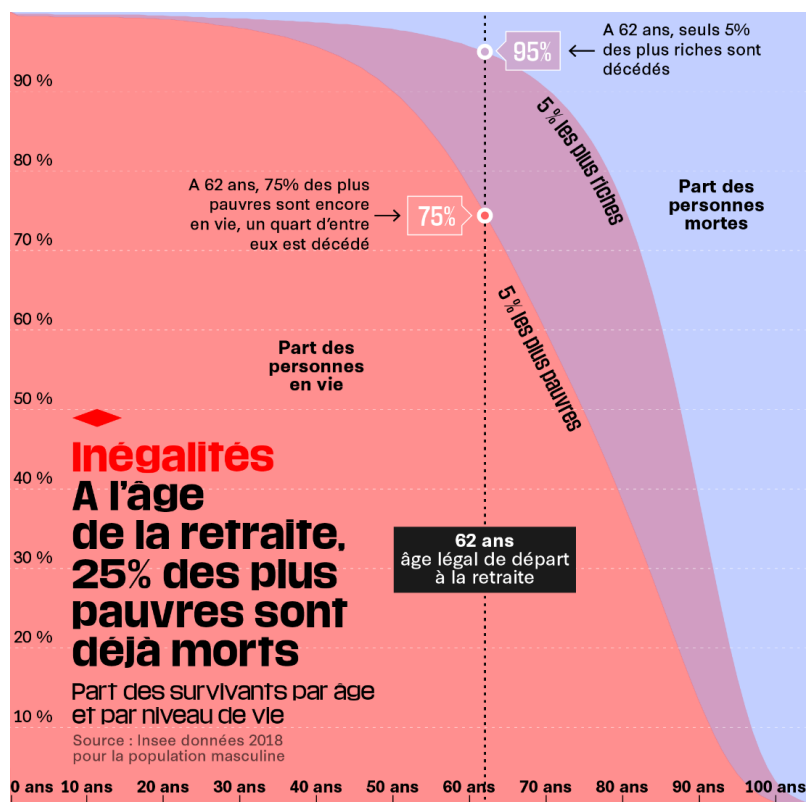 A 62 ans, seuls 5%
des plus riches sont
décédés
95%
90 %
5 % les plus riches
80 %
A 62 ans, 75% des plus
pauvres sont encore
en vie, un quart d'entre
eux est décédé
75%
Part des
personnes
mortes
70 %
60 %
5 % les plus pauvres
Part des
personnes
en vie
50 %
Inégalités
40 %
A l'âge
de la retraite,
25% des plus
pauvres sont
déjà morts
62 ans
âge légal de départ
à la retraite
30 %
20 %
Part des survivants par âge
et par niveau de vie
10 %
Source : Insee données 2018
pour la population masculine
0 ans 10 ans 20 ans 30 ans 40 ans 50 ans 60 ans 70 ans 80 ans 90 ans 100 ans